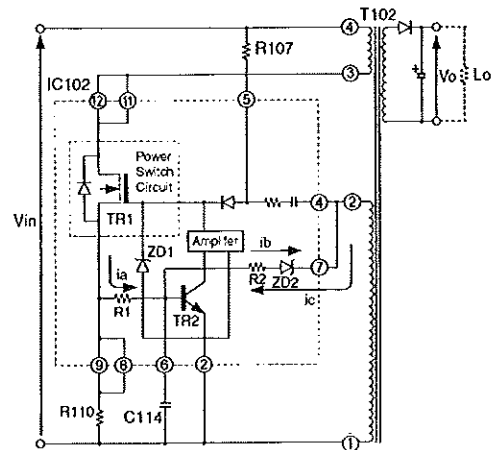 ④ T102
R107
③
Vo
Lo
+
IC102
⑫ ⑪ ⑤
Power
Switch
Circuit
TR1
Vin
④ ②
Amplifer
ib
ZD1
⑦
ia
R2 ZD2
ic
R1
TR2
⑨ ⑧ ⑥ ②
R110
C114
①